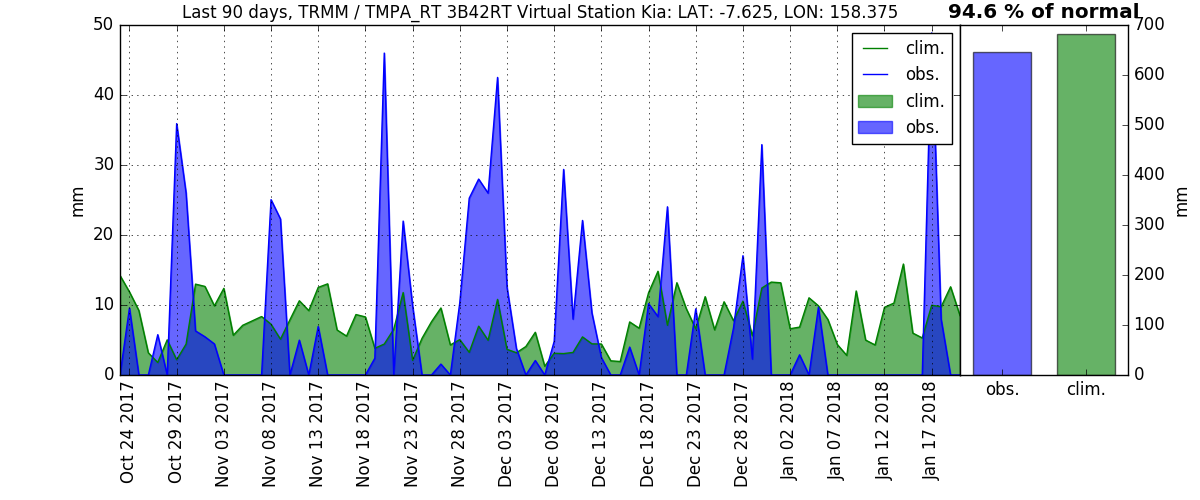 Last 90 days, TRMM / TMPA_RT 3B42RT Virtual Station Kia: LAT: -7.625, LON: 158.375
94.6 % of normal
50
40
30
20
10
0
mm
clim.
obs.
clim.
obs.
Oct 24 2017
Oct 29 2017
Nov 03 2017
Nov 08 2017
Nov 13 2017
Nov 18 2017
Nov 23 2017
Nov 28 2017
Dec 03 2017
Dec 08 2017
Dec 13 2017
Dec 18 2017
Dec 23 2017
Dec 28 2017
Jan 02 2018
Jan 07 2018
Jan 12 2018
Jan 17 2018
700
600
500
400
300
200
100
0
mm
obs.
clim.